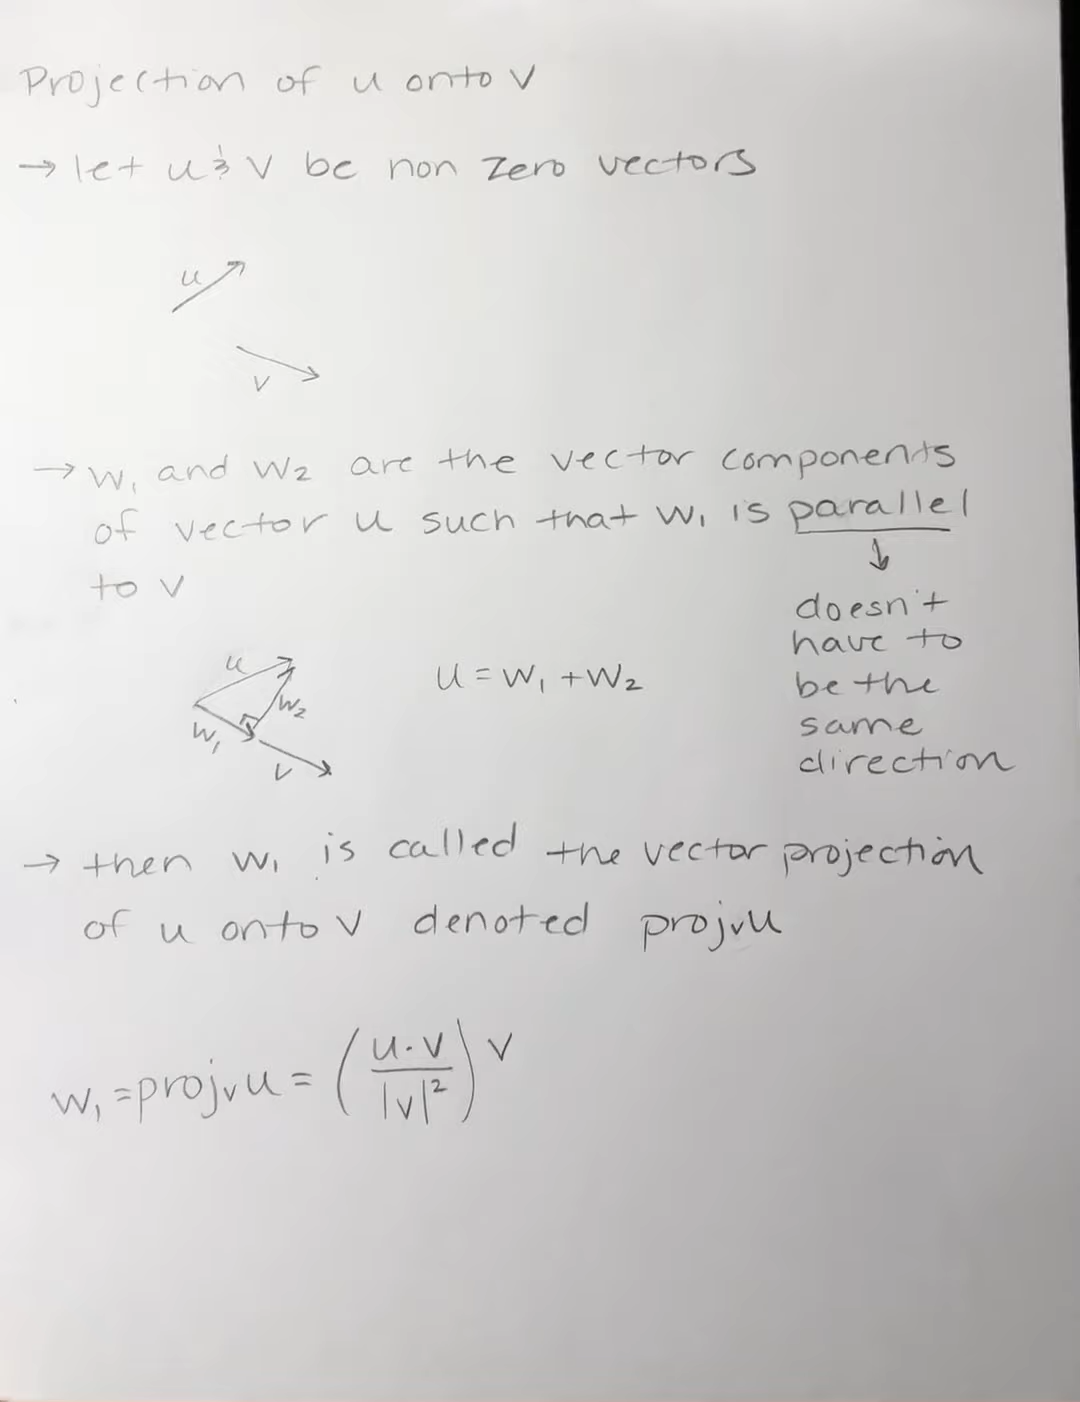 Projection of u onto v
→ let u & v be non zero vectors
u
v
→ w₁ and w₂ are the vector components
of vector u such that w₁ is parallel
to v
↓
doesn't
have to
be the
same
direction
u
w₂
w₁
v
u = w₁ + w₂
→ then w₁ is called the vector projection
of u onto v denoted projᵥu
w₁ = projᵥu = (u·v / |v|²) v